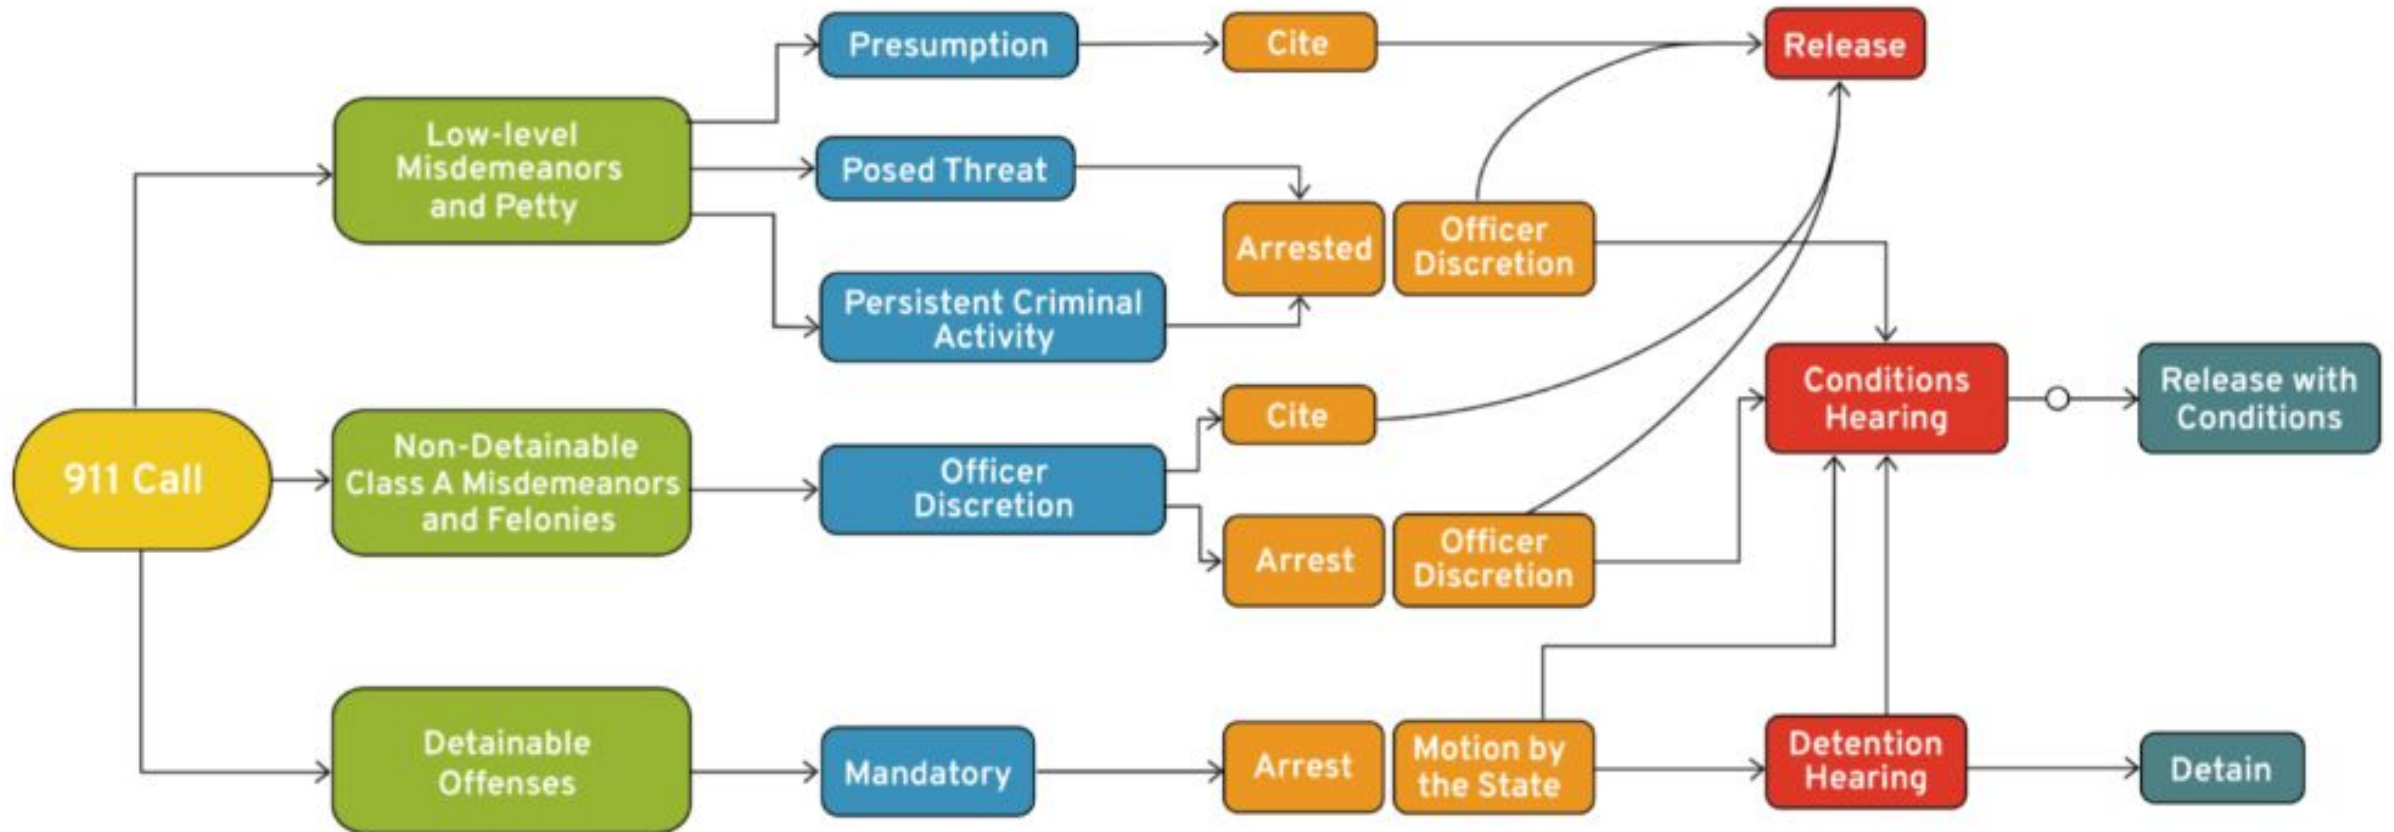 Presumption
Cite
Release
Low-level
Misdemeanors
and Petty
Posed Threat
Arrested
Officer
Discretion
Persistent Criminal
Activity
911 Call
Non-Detainable
Class A Misdemeanors
and Felonies
Officer
Discretion
Cite
Arrest
Officer
Discretion
Conditions
Hearing
Release with
Conditions
Detainable
Offenses
Mandatory
Arrest
Motion by
the State
Detention
Hearing
Detain